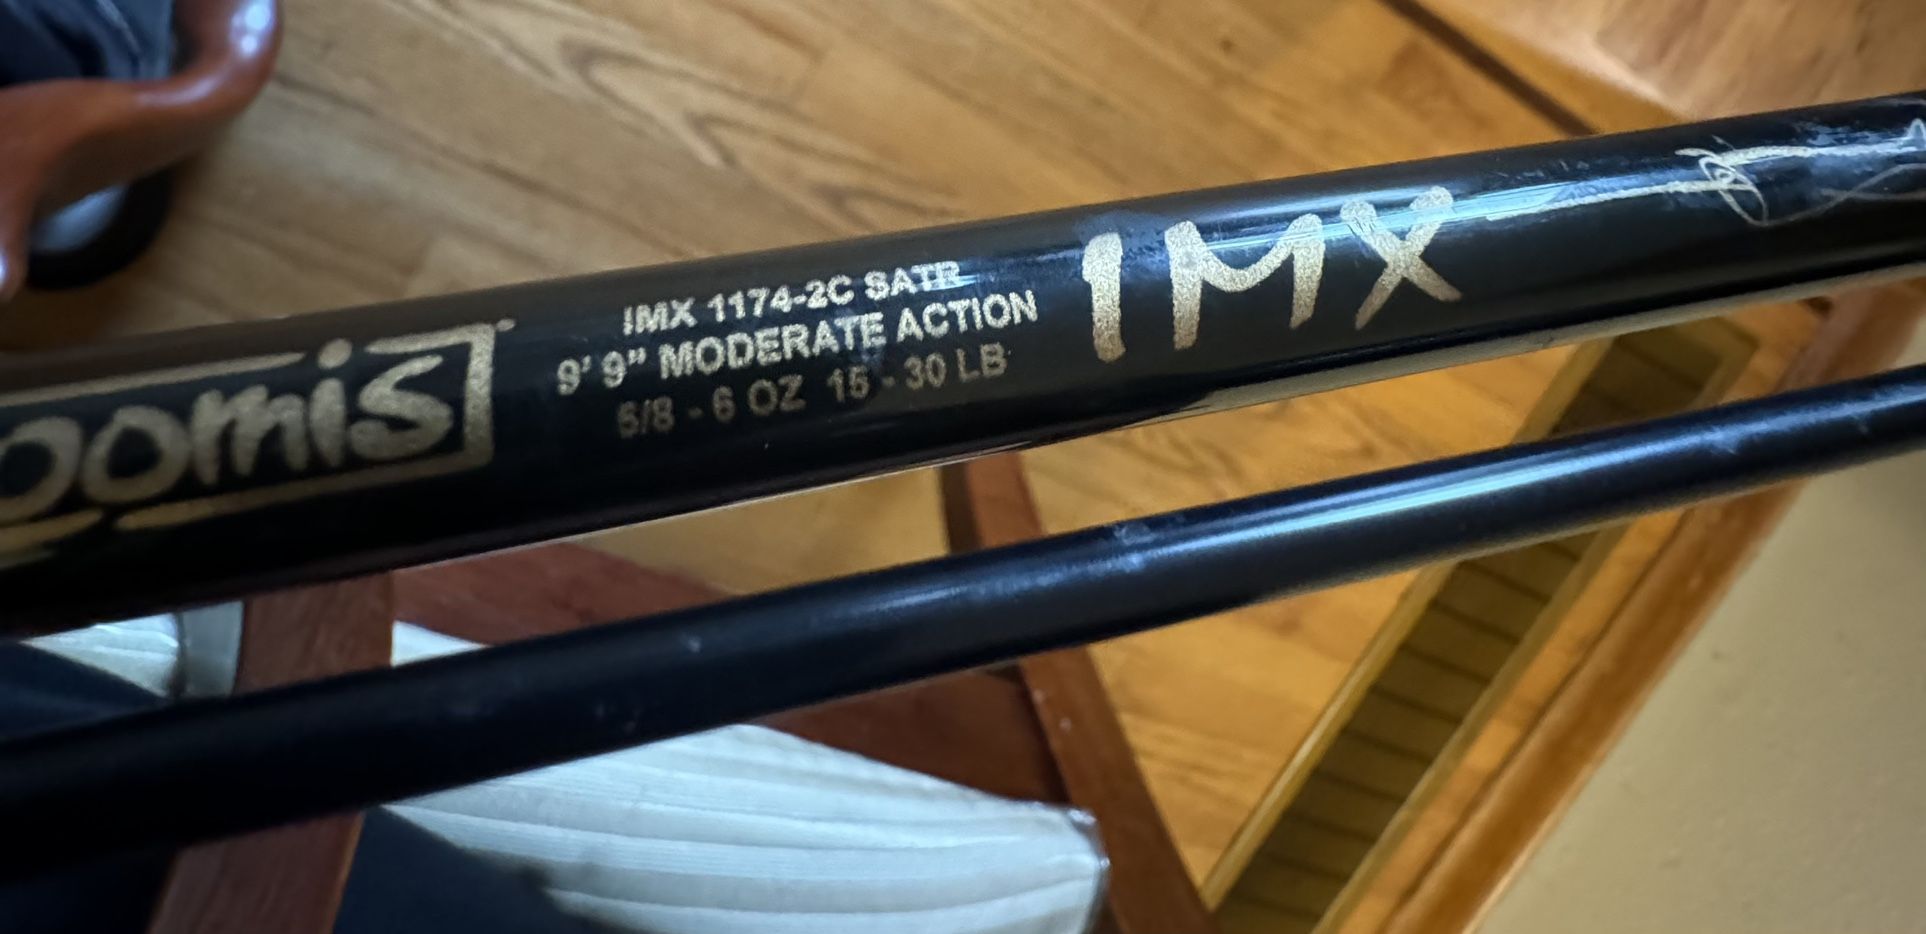 oomis
IMX 1174-2C SATR
9' 9" MODERATE ACTION
5/8 - 6 OZ 15 - 30 LB
IMX